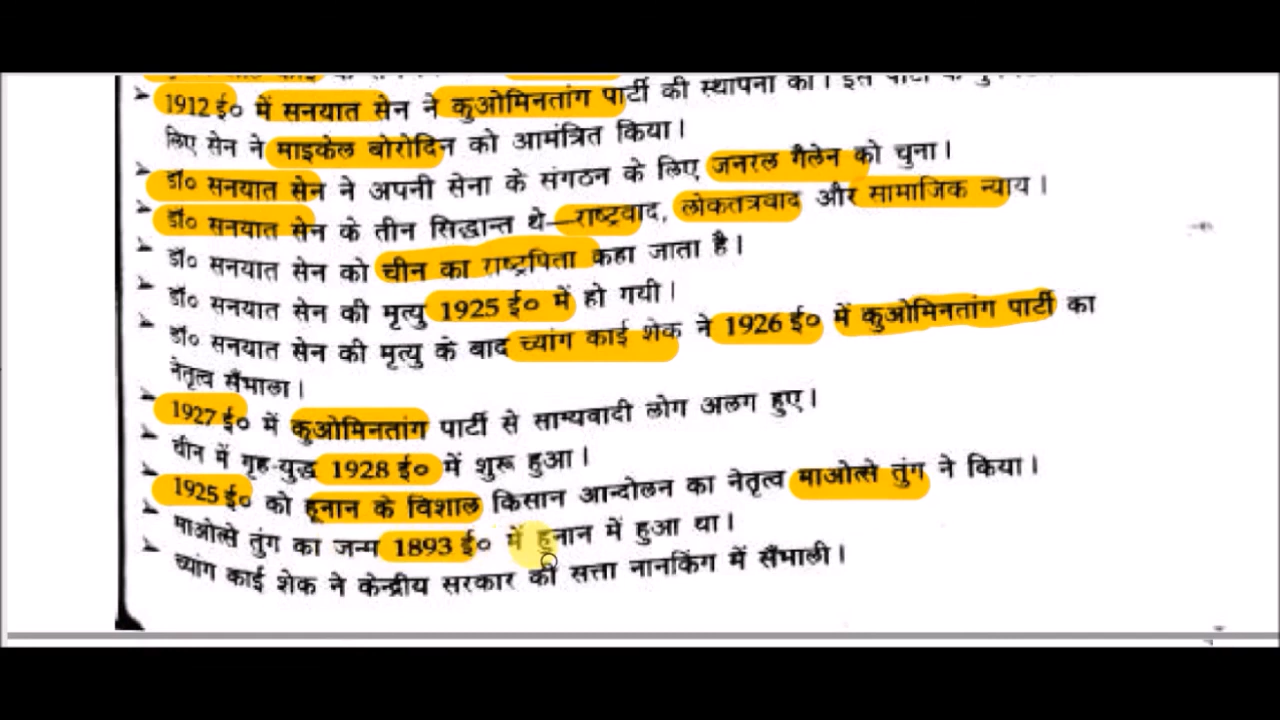 ➤ 1912 ई० में सनयात सेन ने कुओमिनतांग पार्टी की स्थापना की। इस पार्टी के
लिए सेन ने माइकेल बोरोदिन को आमंत्रित किया।
➤ डॉ० सनयात सेन ने अपनी सेना के संगठन के लिए जनरल गैलेन को चुना।
➤ डॉ० सनयात सेन के तीन सिद्धान्त थे—राष्ट्रवाद, लोकतत्रवाद और सामाजिक न्याय।
➤ डॉ० सनयात सेन को चीन का राष्ट्रपिता कहा जाता है।
➤ डॉ० सनयात सेन की मृत्यु 1925 ई० में हो गयी।
➤ डॉ० सनयात सेन की मृत्यु के बाद च्यांग काई शेक ने 1926 ई० में कुओमिनतांग पार्टी का
नेतृत्व सँभाला।
➤ 1927 ई० में कुओमिनतांग पार्टी से साम्यवादी लोग अलग हुए।
➤ चीन में गृह-युद्ध 1928 ई० में शुरू हुआ।
➤ 1925 ई० को हूनान के विशाल किसान आन्दोलन का नेतृत्व माओत्से तुंग ने किया।
➤ माओत्से तुंग का जन्म 1893 ई० में हुनान में हुआ था।
➤ च्यांग काई शेक ने केन्द्रीय सरकार की सत्ता नानकिंग में सँभाली।